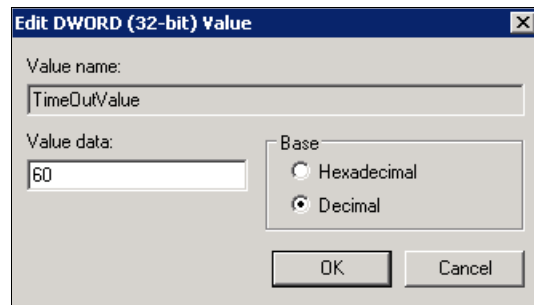 Edit DWORD (32-bit) Value
Value name:
TimeOutValue
Value data:
60
Base
Hexadecimal
Decimal
OK
Cancel